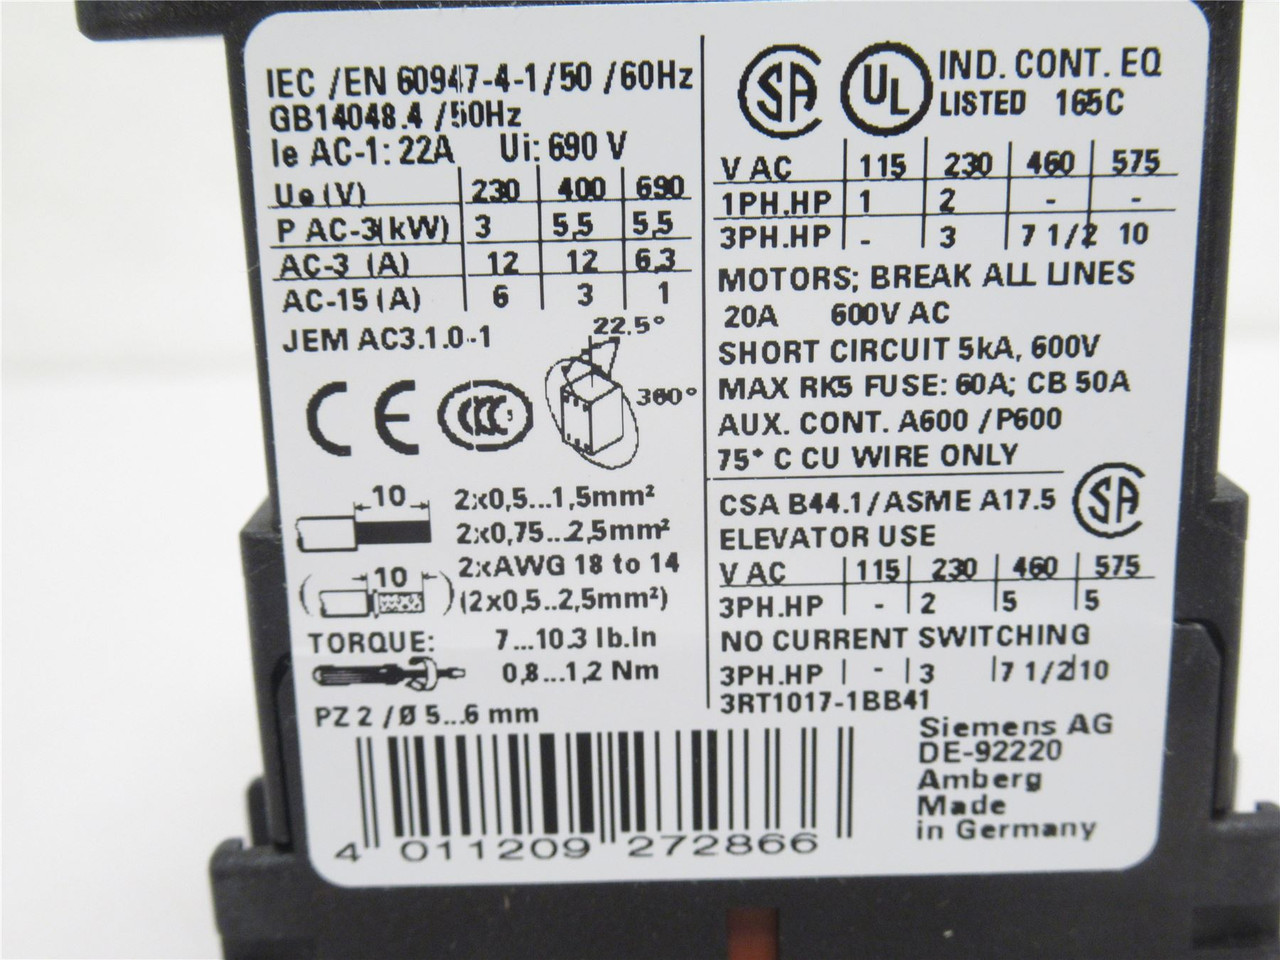 IEC /EN 60947-4-1/50 /60Hz
GB14048.4 /50Hz
Ie AC-1: 22A Ui: 690 V
Ue (V) 230 400 690
P AC-3(kW) 3 5,5 5,5
AC-3 (A) 12 12 6,3
AC-15 (A) 6 3 1
JEM AC3.1.0-1
22.5°
360°
CE CCC
10 2x0,5...1,5mm²
2x0,75...2,5mm²
2xAWG 18 to 14
10 (2x0,5..2,5mm²)
TORQUE: 7...10.3 lb.in
0,8...1,2 Nm
PZ 2 / Ø 5...6 mm
SA UL IND. CONT. EQ
LISTED 165C
V AC 115 230 460 575
1PH.HP 1 2 - -
3PH.HP - 3 7 1/2 10
MOTORS; BREAK ALL LINES
20A 600V AC
SHORT CIRCUIT 5kA, 600V
MAX RK5 FUSE: 60A; CB 50A
AUX. CONT. A600 /P600
75° C CU WIRE ONLY
CSA B44.1/ASME A17.5 SA
ELEVATOR USE
V AC 115 230 460 575
3PH.HP - 2 5 5
NO CURRENT SWITCHING
3PH.HP - 3 7 1/2 10
3RT1017-1BB41
Siemens AG
DE-92220
Amberg
Made
in Germany
4 011209 272866